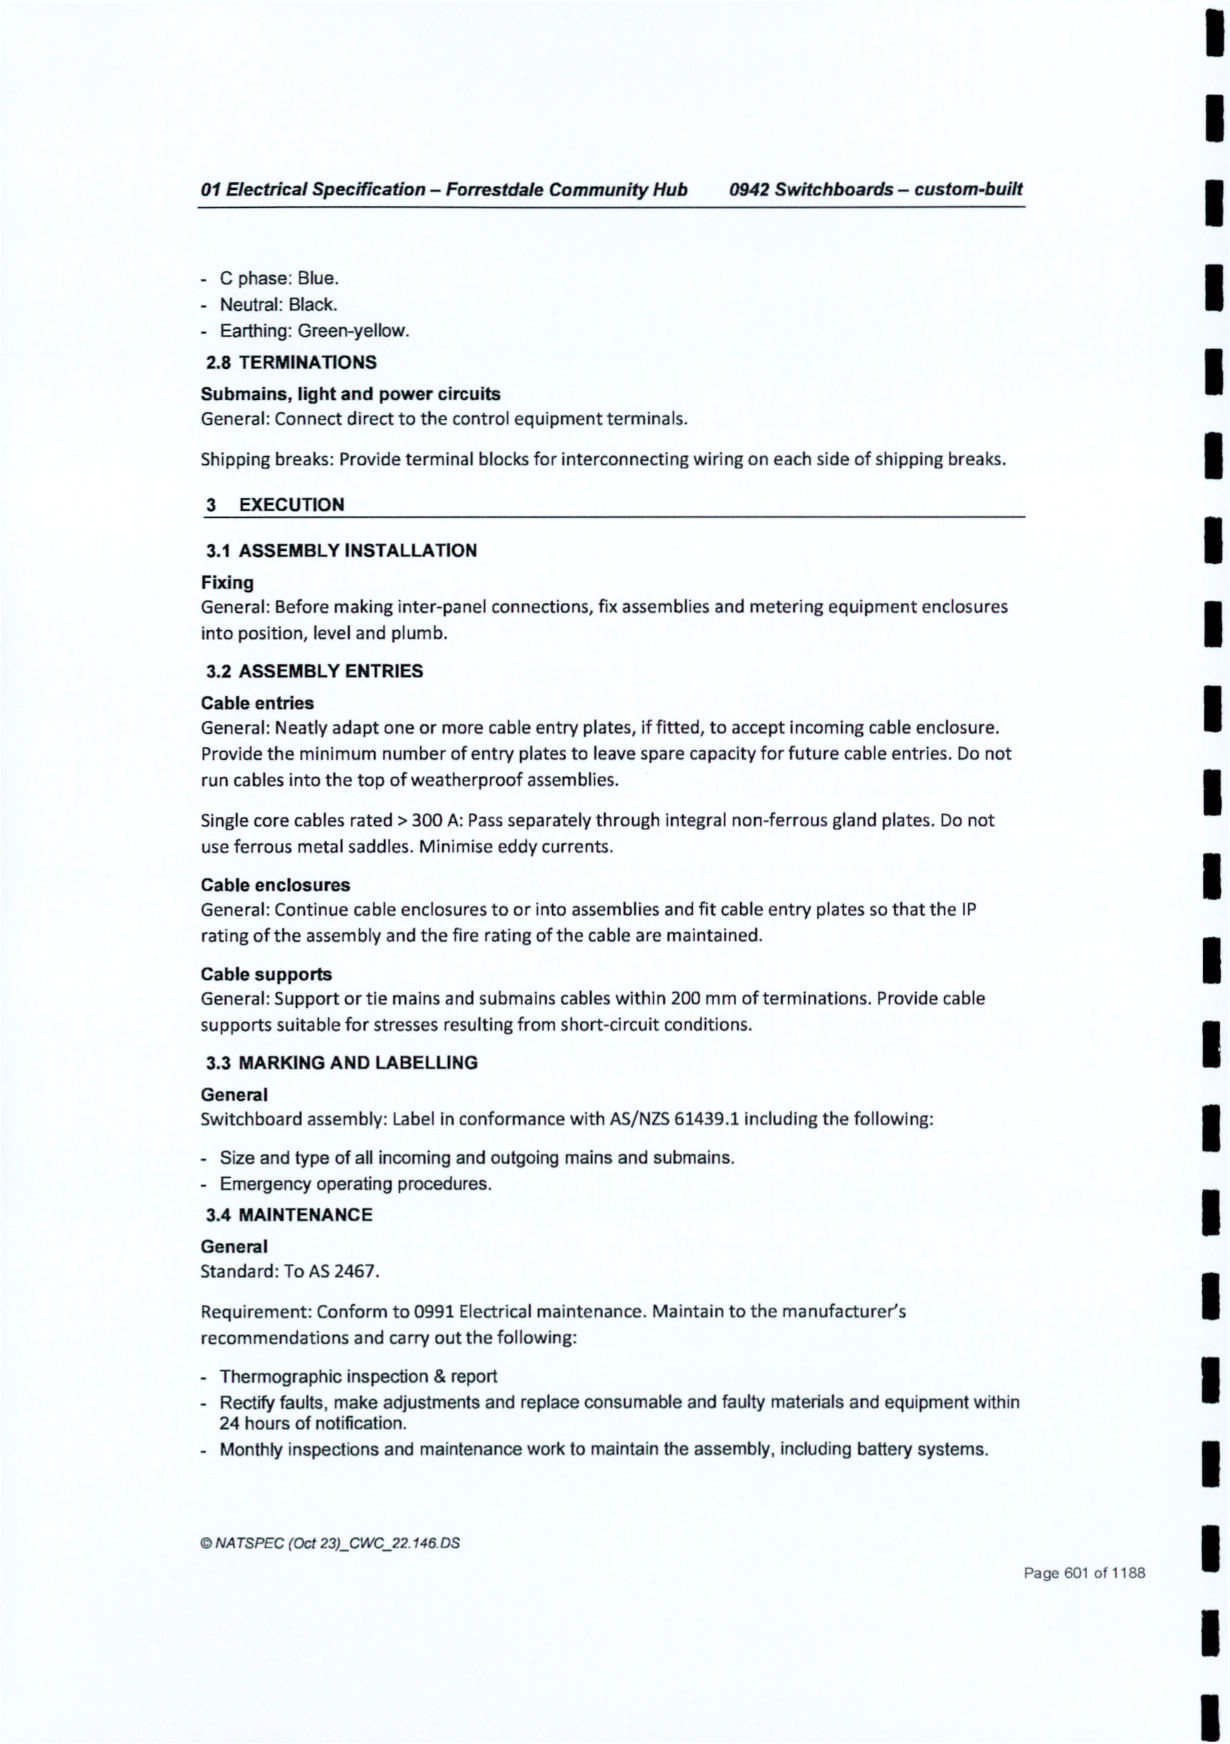 01 Electrical Specification – Forrestdale Community Hub 0942 Switchboards – custom-built
- C phase: Blue.
- Neutral: Black.
- Earthing: Green-yellow.
2.8 TERMINATIONS
Submains, light and power circuits
General: Connect direct to the control equipment terminals.
Shipping breaks: Provide terminal blocks for interconnecting wiring on each side of shipping breaks.
3 EXECUTION
3.1 ASSEMBLY INSTALLATION
Fixing
General: Before making inter-panel connections, fix assemblies and metering equipment enclosures
into position, level and plumb.
3.2 ASSEMBLY ENTRIES
Cable entries
General: Neatly adapt one or more cable entry plates, if fitted, to accept incoming cable enclosure.
Provide the minimum number of entry plates to leave spare capacity for future cable entries. Do not
run cables into the top of weatherproof assemblies.
Single core cables rated > 300 A: Pass separately through integral non-ferrous gland plates. Do not
use ferrous metal saddles. Minimise eddy currents.
Cable enclosures
General: Continue cable enclosures to or into assemblies and fit cable entry plates so that the IP
rating of the assembly and the fire rating of the cable are maintained.
Cable supports
General: Support or tie mains and submains cables within 200 mm of terminations. Provide cable
supports suitable for stresses resulting from short-circuit conditions.
3.3 MARKING AND LABELLING
General
Switchboard assembly: Label in conformance with AS/NZS 61439.1 including the following:
- Size and type of all incoming and outgoing mains and submains.
- Emergency operating procedures.
3.4 MAINTENANCE
General
Standard: To AS 2467.
Requirement: Conform to 0991 Electrical maintenance. Maintain to the manufacturer's
recommendations and carry out the following:
- Thermographic inspection & report
- Rectify faults, make adjustments and replace consumable and faulty materials and equipment within
24 hours of notification.
- Monthly inspections and maintenance work to maintain the assembly, including battery systems.
© NATSPEC (Oct 23)_CWC_22.146.DS
Page 601 of 1188